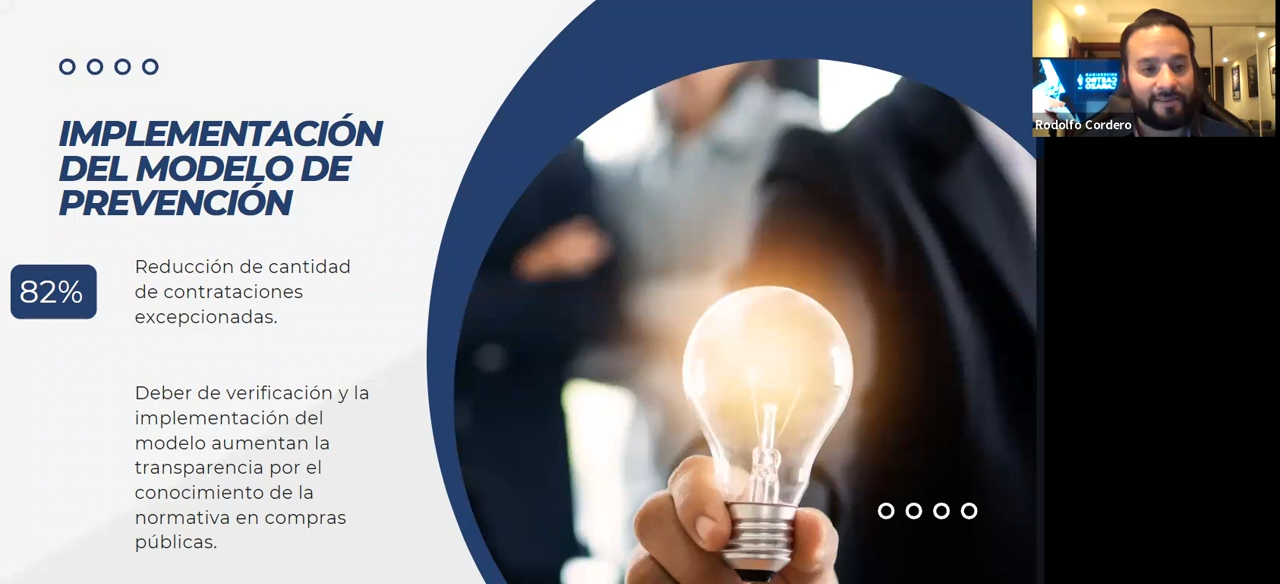 IMPLEMENTACIÓN
DEL MODELO DE
PREVENCIÓN
82%
Reducción de cantidad
de contrataciones
excepcionadas.
Deber de verificación y la
implementación del
modelo aumentan la
transparencia por el
conocimiento de la
normativa en compras
públicas.
Rodolfo Cordero